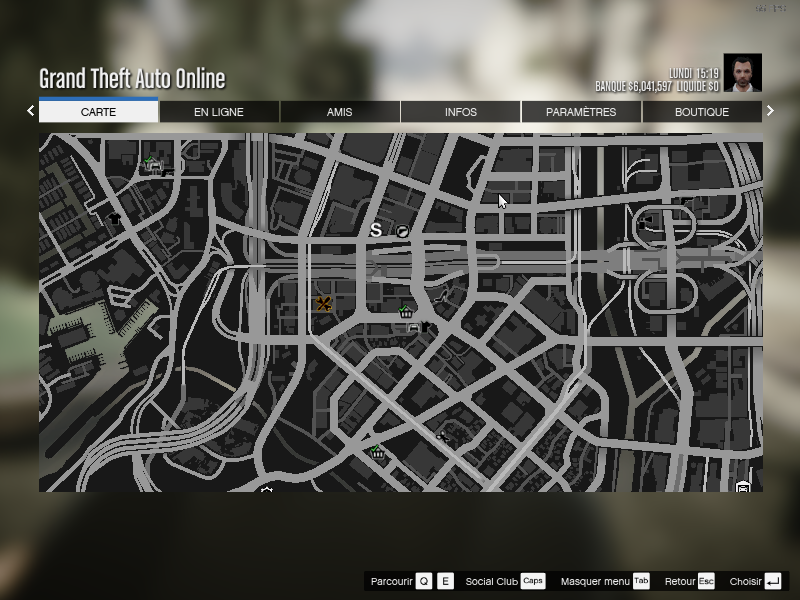 Grand Theft Auto Online
LUNDI 15:19
BANQUE $6,041,597 LIQUIDE $0
CARTE
EN LIGNE
AMIS
INFOS
PARAMÈTRES
BOUTIQUE
S
Parcourir Q E Social Club Caps Masquer menu Tab Retour Esc Choisir